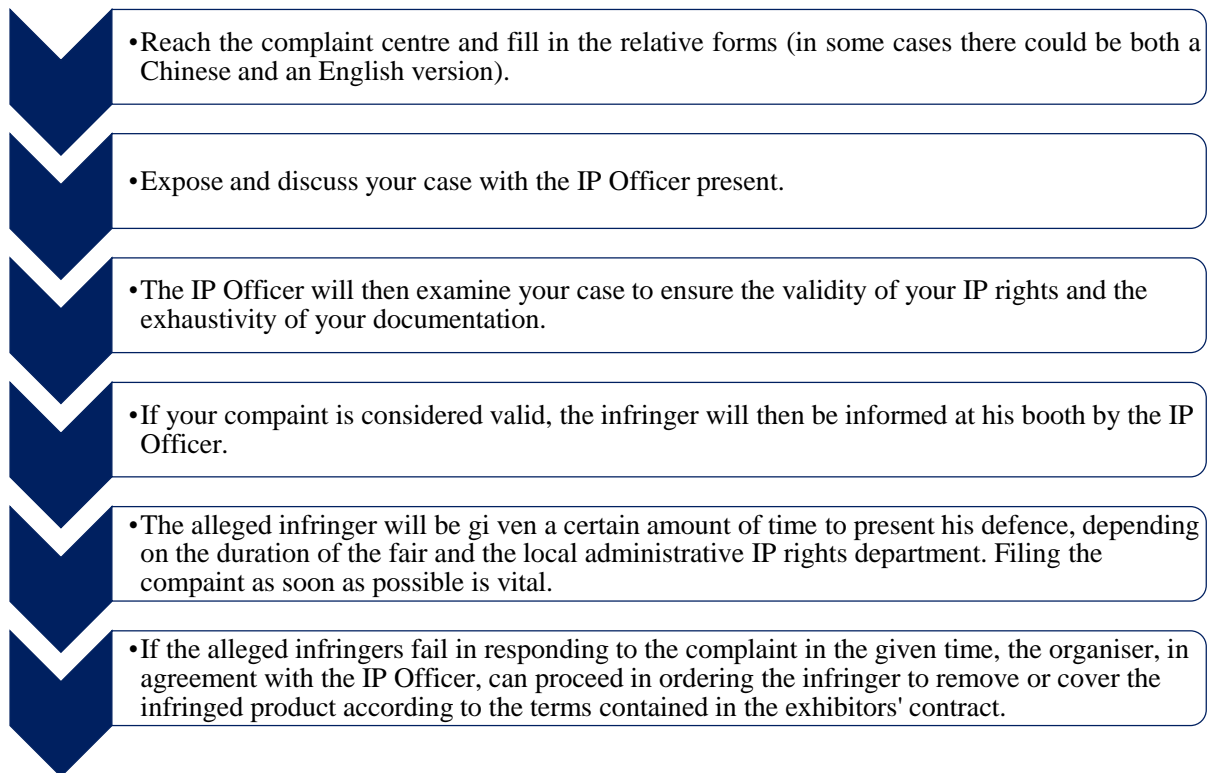 •Reach the complaint centre and fill in the relative forms (in some cases there could be both a
Chinese and an English version).
•Expose and discuss your case with the IP Officer present.
•The IP Officer will then examine your case to ensure the validity of your IP rights and the
exhaustivity of your documentation.
•If your compaint is considered valid, the infringer will then be informed at his booth by the IP
Officer.
•The alleged infringer will be gi ven a certain amount of time to present his defence, depending
on the duration of the fair and the local administrative IP rights department. Filing the
compaint as soon as possible is vital.
•If the alleged infringers fail in responding to the complaint in the given time, the organiser, in
agreement with the IP Officer, can proceed in ordering the infringer to remove or cover the
infringed product according to the terms contained in the exhibitors' contract.